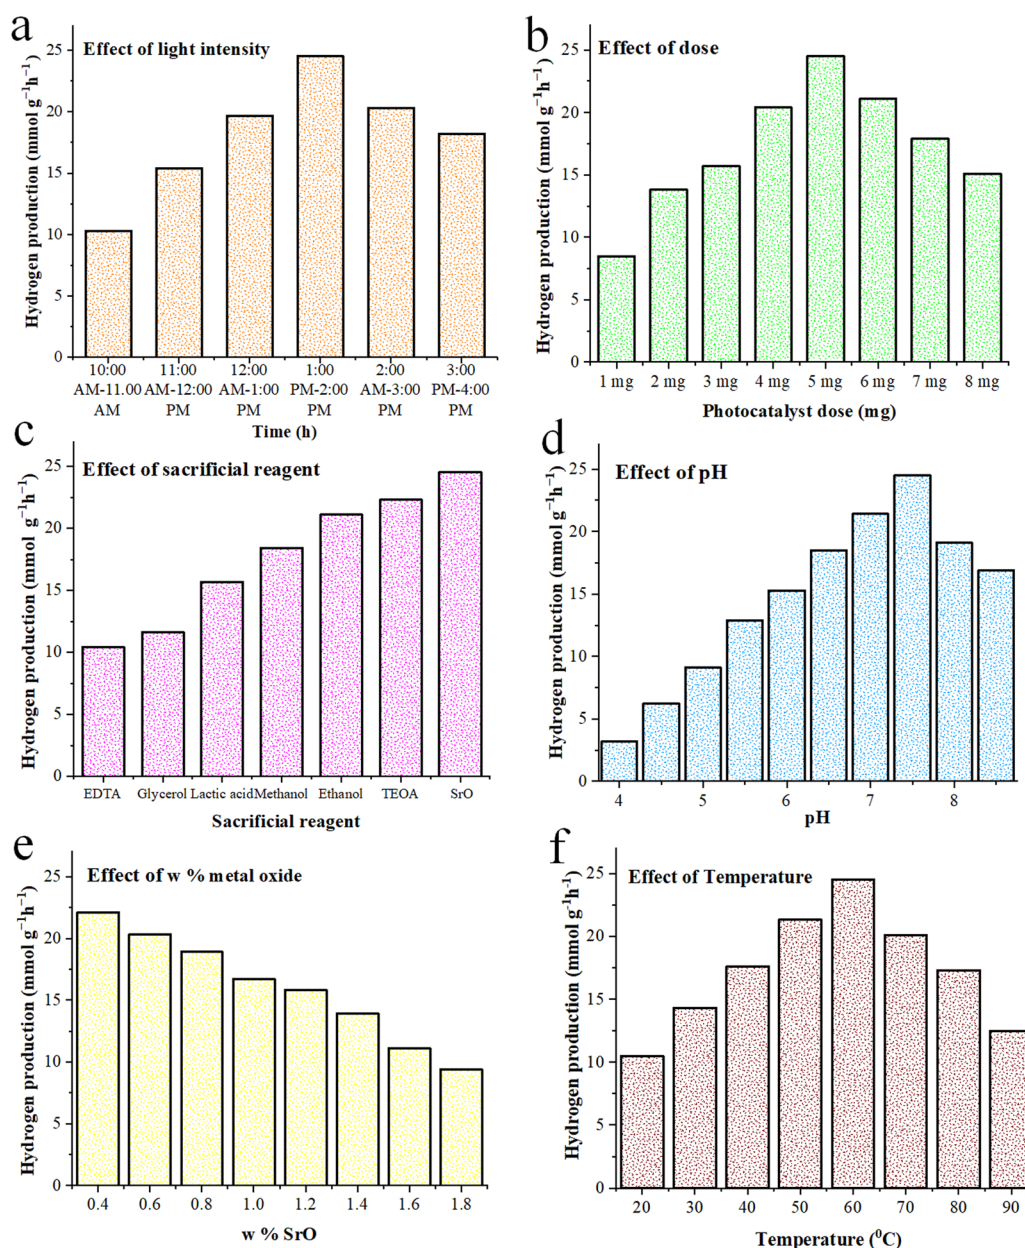 a
Effect of light intensity
Hydrogen production (mmol g⁻¹h⁻¹)
25
20
15
10
5
0
10:00 11:00 12:00 1:00 2:00 3:00
AM-11.00 AM-12:00 AM-1:00 PM-2:00 AM-3:00 PM-4:00
AM PM PM PM PM PM
Time (h)
b
Effect of dose
Hydrogen production (mmol g⁻¹h⁻¹)
25
20
15
10
5
0
1 mg 2 mg 3 mg 4 mg 5 mg 6 mg 7 mg 8 mg
Photocatalyst dose (mg)
c
Effect of sacrificial reagent
Hydrogen production (mmol g⁻¹h⁻¹)
25
20
15
10
5
0
EDTA Glycerol Lactic acid Methanol Ethanol TEOA SrO
Sacrificial reagent
d
Effect of pH
Hydrogen production (mmol g⁻¹h⁻¹)
25
20
15
10
5
0
4 5 6 7 8
pH
e
Effect of w % metal oxide
Hydrogen production (mmol g⁻¹h⁻¹)
25
20
15
10
5
0
0.4 0.6 0.8 1.0 1.2 1.4 1.6 1.8
w % SrO
f
Effect of Temperature
Hydrogen production (mmol g⁻¹h⁻¹)
25
20
15
10
5
0
20 30 40 50 60 70 80 90
Temperature (⁰C)